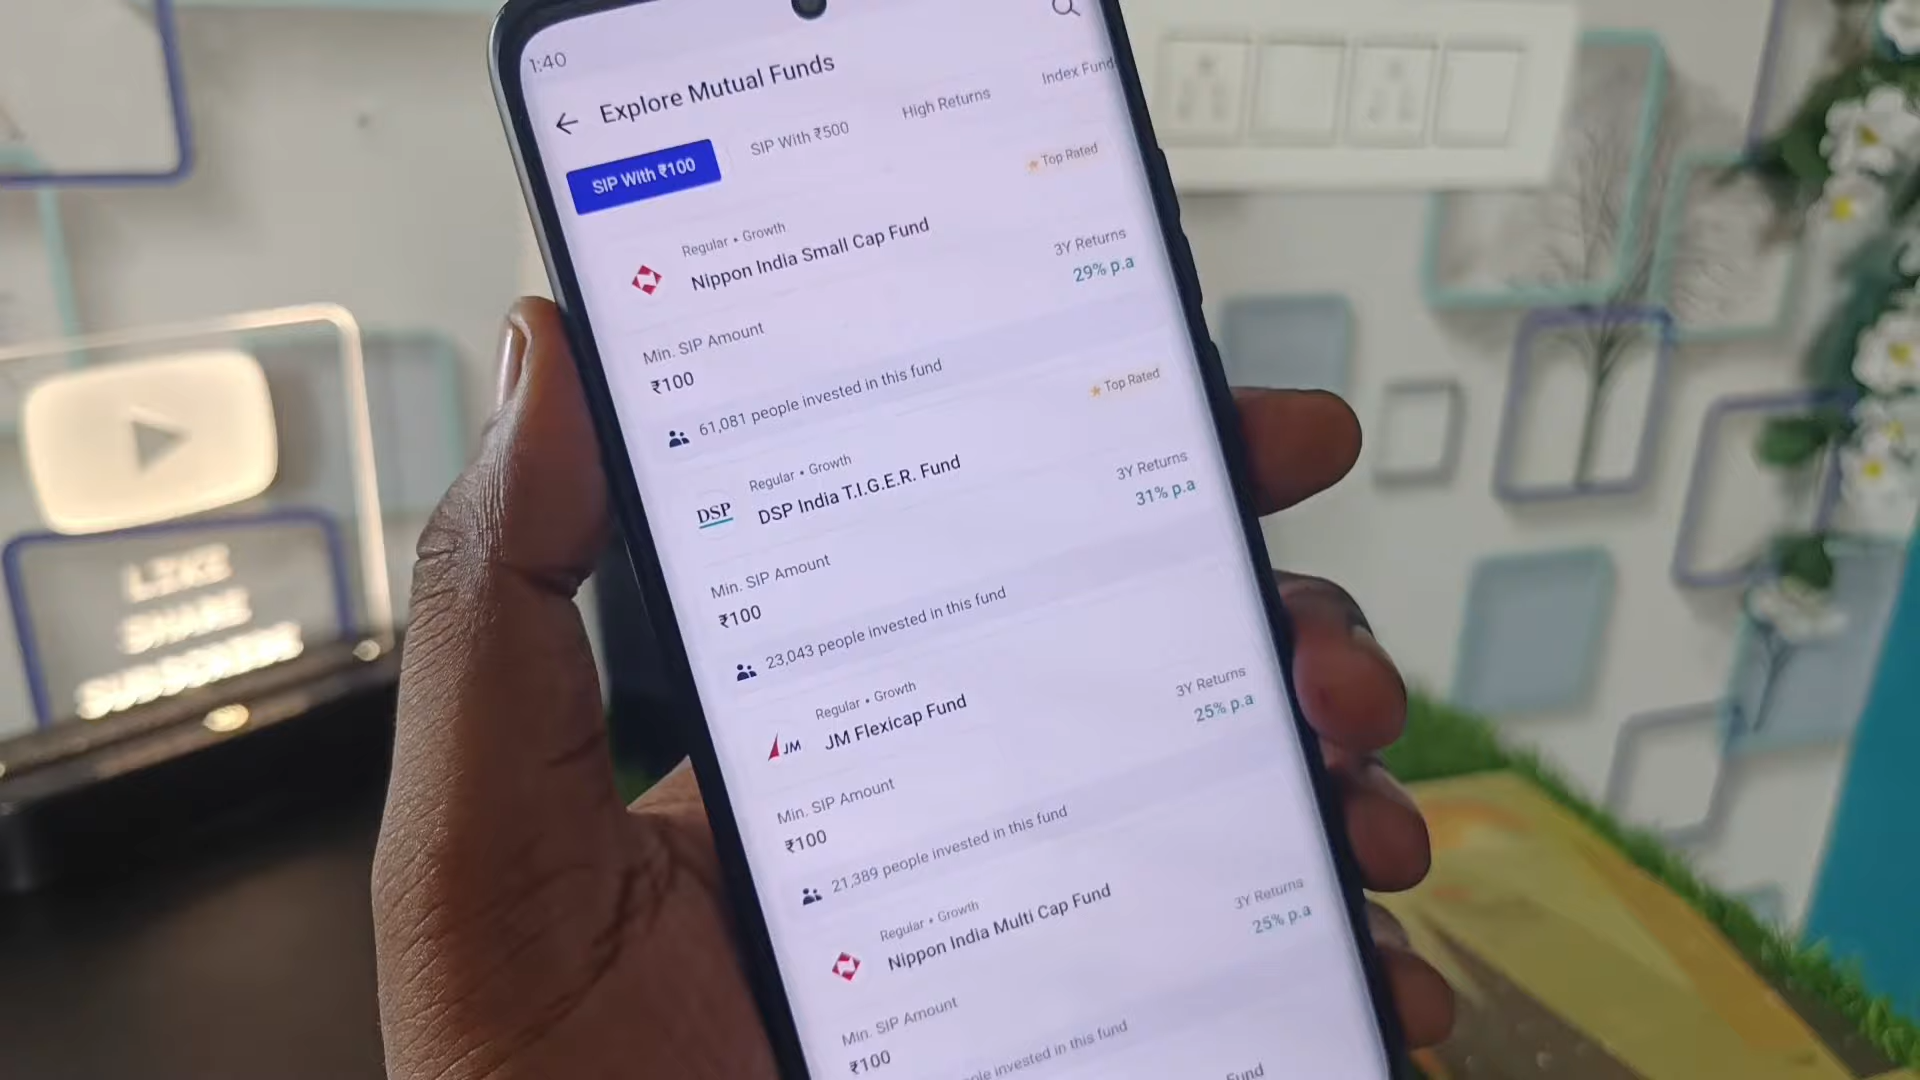 1:40
Explore Mutual Funds
SIP With ₹100
SIP With ₹500
High Returns
Index Fund
Top Rated
Regular • Growth
Nippon India Small Cap Fund
3Y Returns
29% p.a
Min. SIP Amount
₹100
61,081 people invested in this fund
Top Rated
Regular • Growth
DSP
DSP India T.I.G.E.R. Fund
3Y Returns
31% p.a
Min. SIP Amount
₹100
23,043 people invested in this fund
Regular • Growth
JM
JM Flexicap Fund
3Y Returns
25% p.a
Min. SIP Amount
₹100
21,389 people invested in this fund
Regular • Growth
Nippon India Multi Cap Fund
3Y Returns
25% p.a
Min. SIP Amount
₹100
invested in this fund
Fund
LIKE
SHARE
SUBSCRIBE